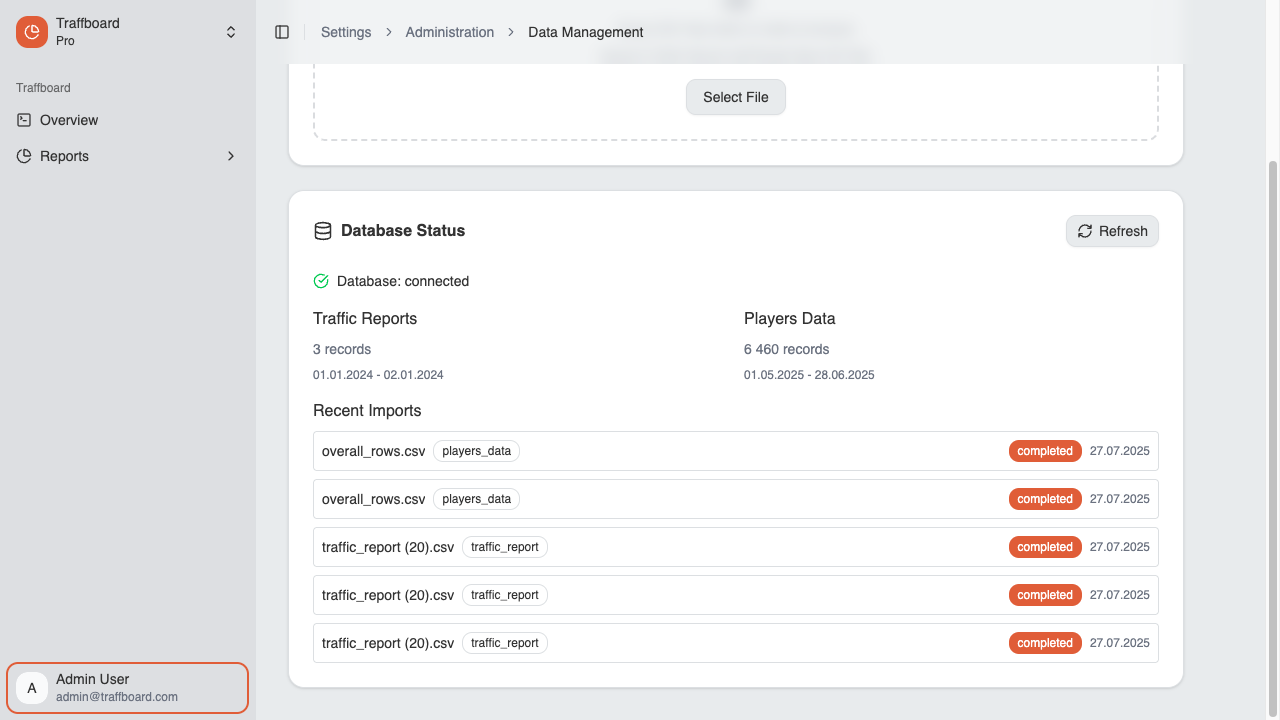 Traffboard
Pro
Settings
Administration
Data Management
Traffboard
Overview
Reports
Select File
Database Status
Refresh
Database: connected
Traffic Reports
3 records
01.01.2024 - 02.01.2024
Players Data
6 460 records
01.05.2025 - 28.06.2025
Recent Imports
overall_rows.csv players_data completed 27.07.2025
overall_rows.csv players_data completed 27.07.2025
traffic_report (20).csv traffic_report completed 27.07.2025
traffic_report (20).csv traffic_report completed 27.07.2025
traffic_report (20).csv traffic_report completed 27.07.2025
A
Admin User
admin@traffboard.com